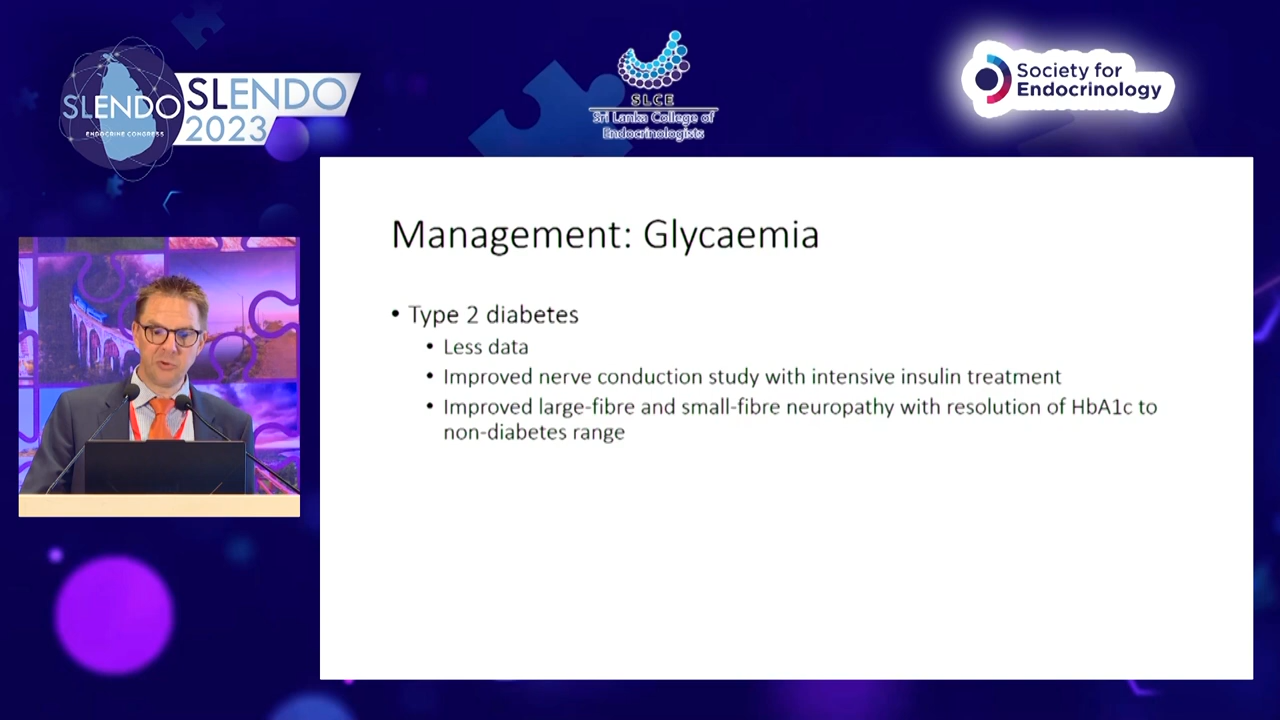 SLENDO
ENDOCRINE CONGRESS
SLENDO
2023
SLCE
Sri Lanka College of
Endocrinologists
Society for
Endocrinology
Management: Glycaemia
• Type 2 diabetes
• Less data
• Improved nerve conduction study with intensive insulin treatment
• Improved large-fibre and small-fibre neuropathy with resolution of HbA1c to
non-diabetes range